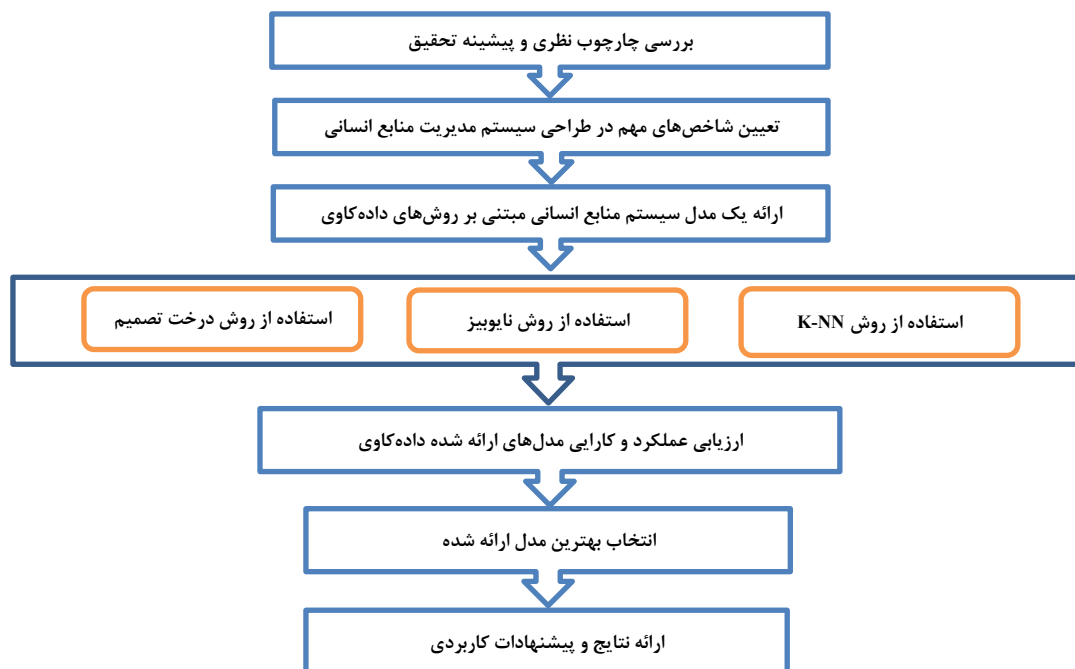 بررسی چارچوب نظری و پیشینه تحقیق
تعیین شاخص‌های مهم در طراحی سیستم مدیریت منابع انسانی
ارائه یک مدل سیستم منابع انسانی مبتنی بر روش‌های داده‌کاوی
استفاده از روش K-NN
استفاده از روش نایوبیز
استفاده از روش درخت تصمیم
ارزیابی عملکرد و کارایی مدل‌های ارائه شده داده‌کاوی
انتخاب بهترین مدل ارائه شده
ارائه نتایج و پیشنهادات کاربردی